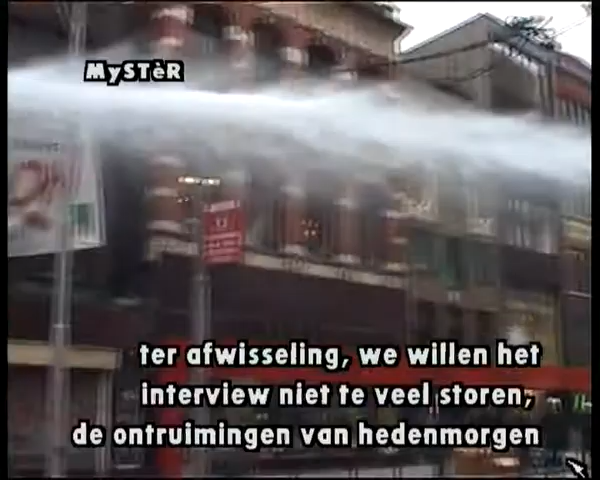 MySTèR
ter afwisseling, we willen het
interview niet te veel storen,
de ontruimingen van hedenmorgen